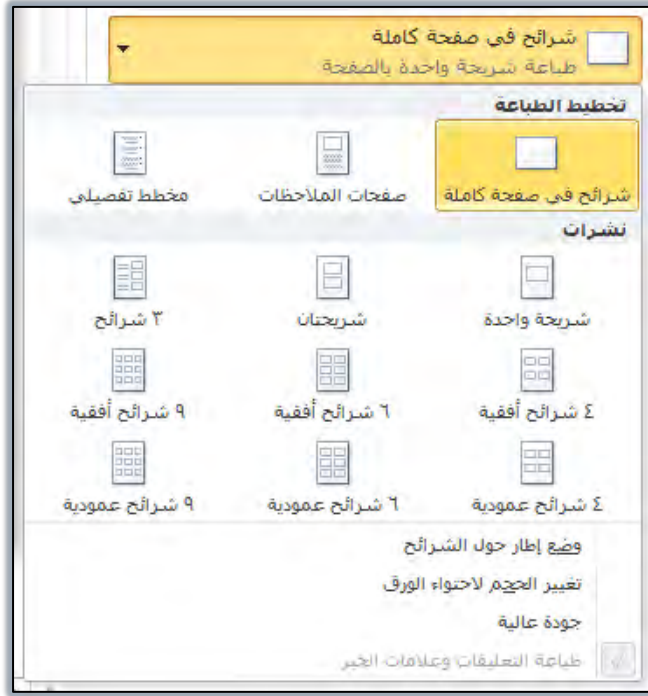 شرائح في صفحة كاملة
طباعة شريحة واحدة بالصفحة
تخطيط الطباعة
شرائح في صفحة كاملة صفحات الملاحظات مخطط تفصيلي
نشرات
شريحة واحدة شريحتان ٣ شرائح
٤ شرائح أفقية ٦ شرائح أفقية ٩ شرائح أفقية
٤ شرائح عمودية ٦ شرائح عمودية ٩ شرائح عمودية
وضع إطار حول الشرائح
تغيير الحجم لاحتواء الورق
جودة عالية
طباعة التعليقات وعلامات الحبر